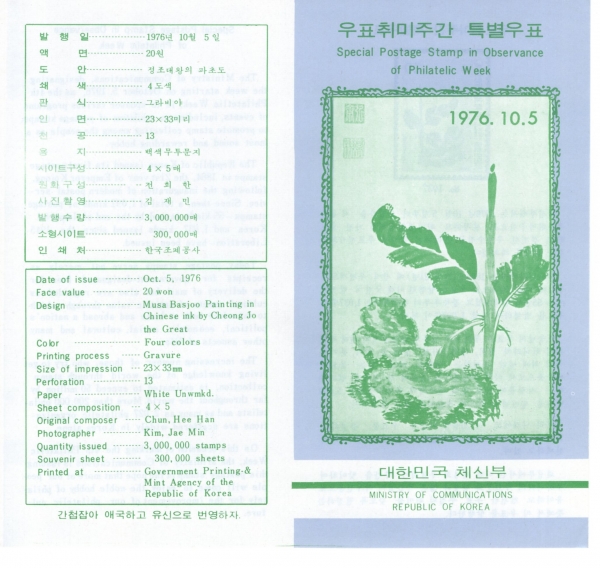 발행일 1976년 10월 5일
액면 20원
도안 정조대왕의 파초도
쇄색 4도색
판식 그라비아
인면 23×33미리
천공 13
용지 백색무투문지
시이트구성 4×5매
원화구성 전희한
사진촬영 김재민
발행수량 3,000,000매
소형시이트 300,000매
인쇄처 한국조폐공사
Date of issue Oct. 5, 1976
Face value 20 won
Design Musa Basjoo Painting in
Chinese ink by Cheong Jo
the Great
Color Four colors
Printing process Gravure
Size of impression 23×33mm
Perforation 13
Paper White Unwmkd.
Sheet composition 4×5
Original composer Chun, Hee Han
Photographer Kim, Jae Min
Quantity issued 3,000,000 stamps
Souvenir sheet 300,000 sheets
Printed at Government Printing-&
Mint Agency of the
Republic of Korea
간첩잡아 애국하고 유신으로 번영하자.
우표취미주간 특별우표
Special Postage Stamp in Observance
of Philatelic Week
1976.10.5
대한민국 체신부
MINISTRY OF COMMUNICATIONS
REPUBLIC OF KOREA